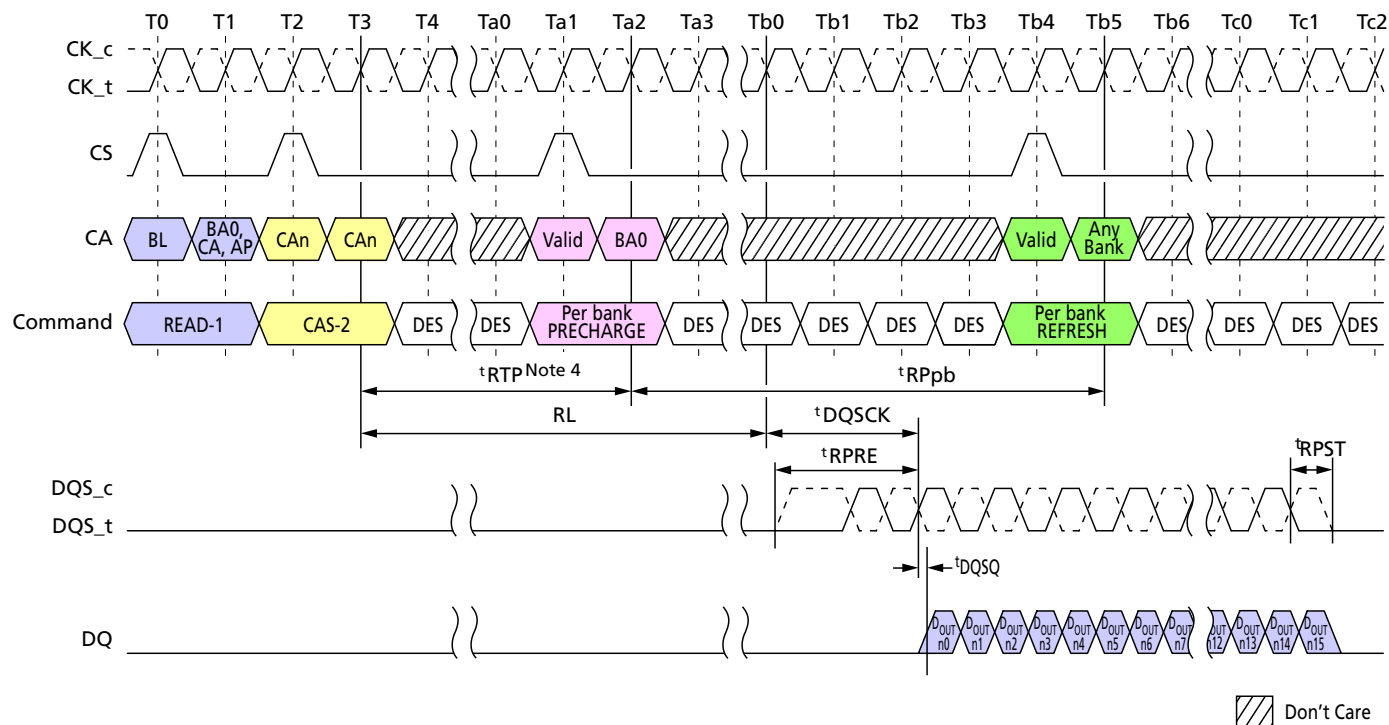 T0 T1 T2 T3 T4 Ta0 Ta1 Ta2 Ta3 Tb0 Tb1 Tb2 Tb3 Tb4 Tb5 Tb6 Tc0 Tc1 Tc2
CK_c
CK_t
CS
CA
BL
BA0,
CA, AP
CAn
CAn
Valid
BA0
Valid
Any
Bank
Command
READ-1
CAS-2
DES
DES
Per bank
PRECHARGE
DES
DES
DES
DES
DES
Per bank
REFRESH
DES
DES
DES
DES
tRTP Note 4
tRPpb
RL
tDQSCK
tRPRE
tRPST
DQS_c
DQS_t
tDQSQ
DQ
DOUT
n0
DOUT
n1
DOUT
n2
DOUT
n3
DOUT
n4
DOUT
n5
DOUT
n6
DOUT
n7
DOUT
n12
DOUT
n13
DOUT
n14
DOUT
n15
Don't Care